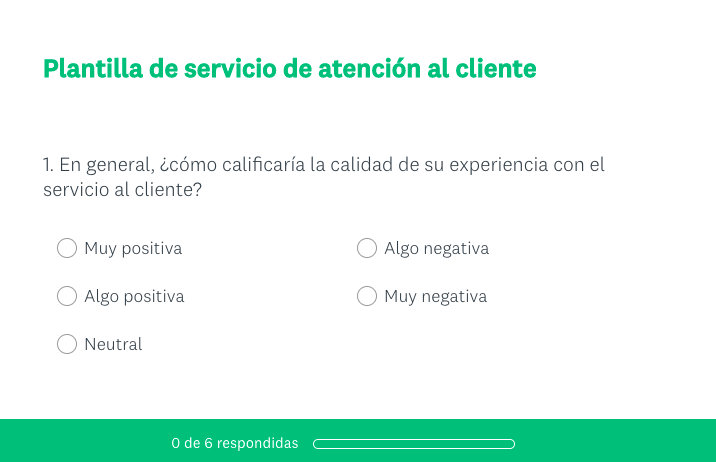 Plantilla de servicio de atención al cliente
1. En general, ¿cómo calificaría la calidad de su experiencia con el
servicio al cliente?
Muy positiva
Algo positiva
Neutral
Algo negativa
Muy negativa
0 de 6 respondidas